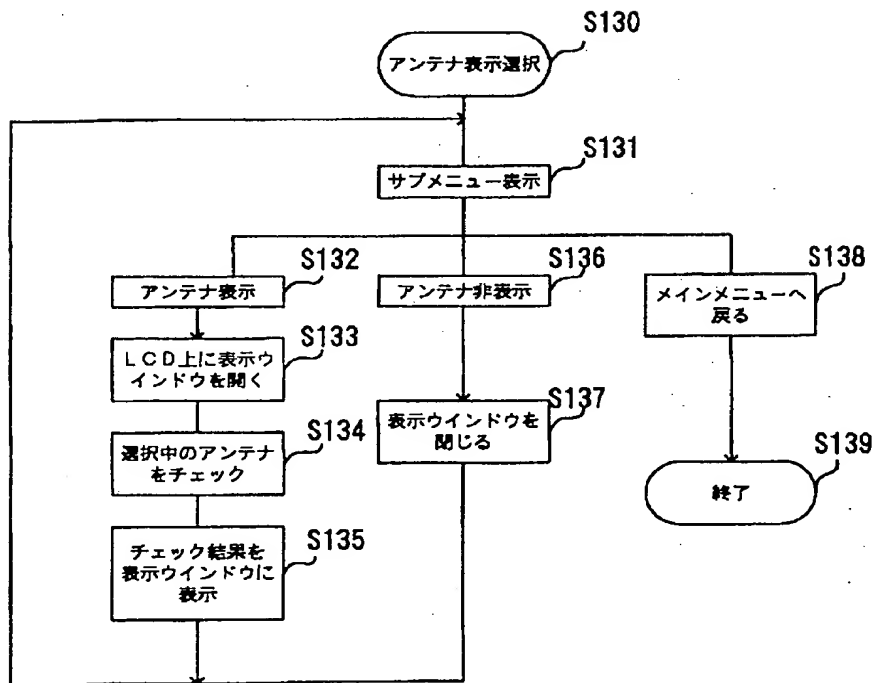 S130
アンテナ表示選択
S131
サブメニュー表示
S132
アンテナ表示
S136
アンテナ非表示
S138
メインメニューへ
戻る
S133
LCD上に表示ウ
インドウを開く
S137
表示ウインドウを
閉じる
S134
選択中のアンテナ
をチェック
S139
終了
S135
チェック結果を
表示ウインドウに
表示